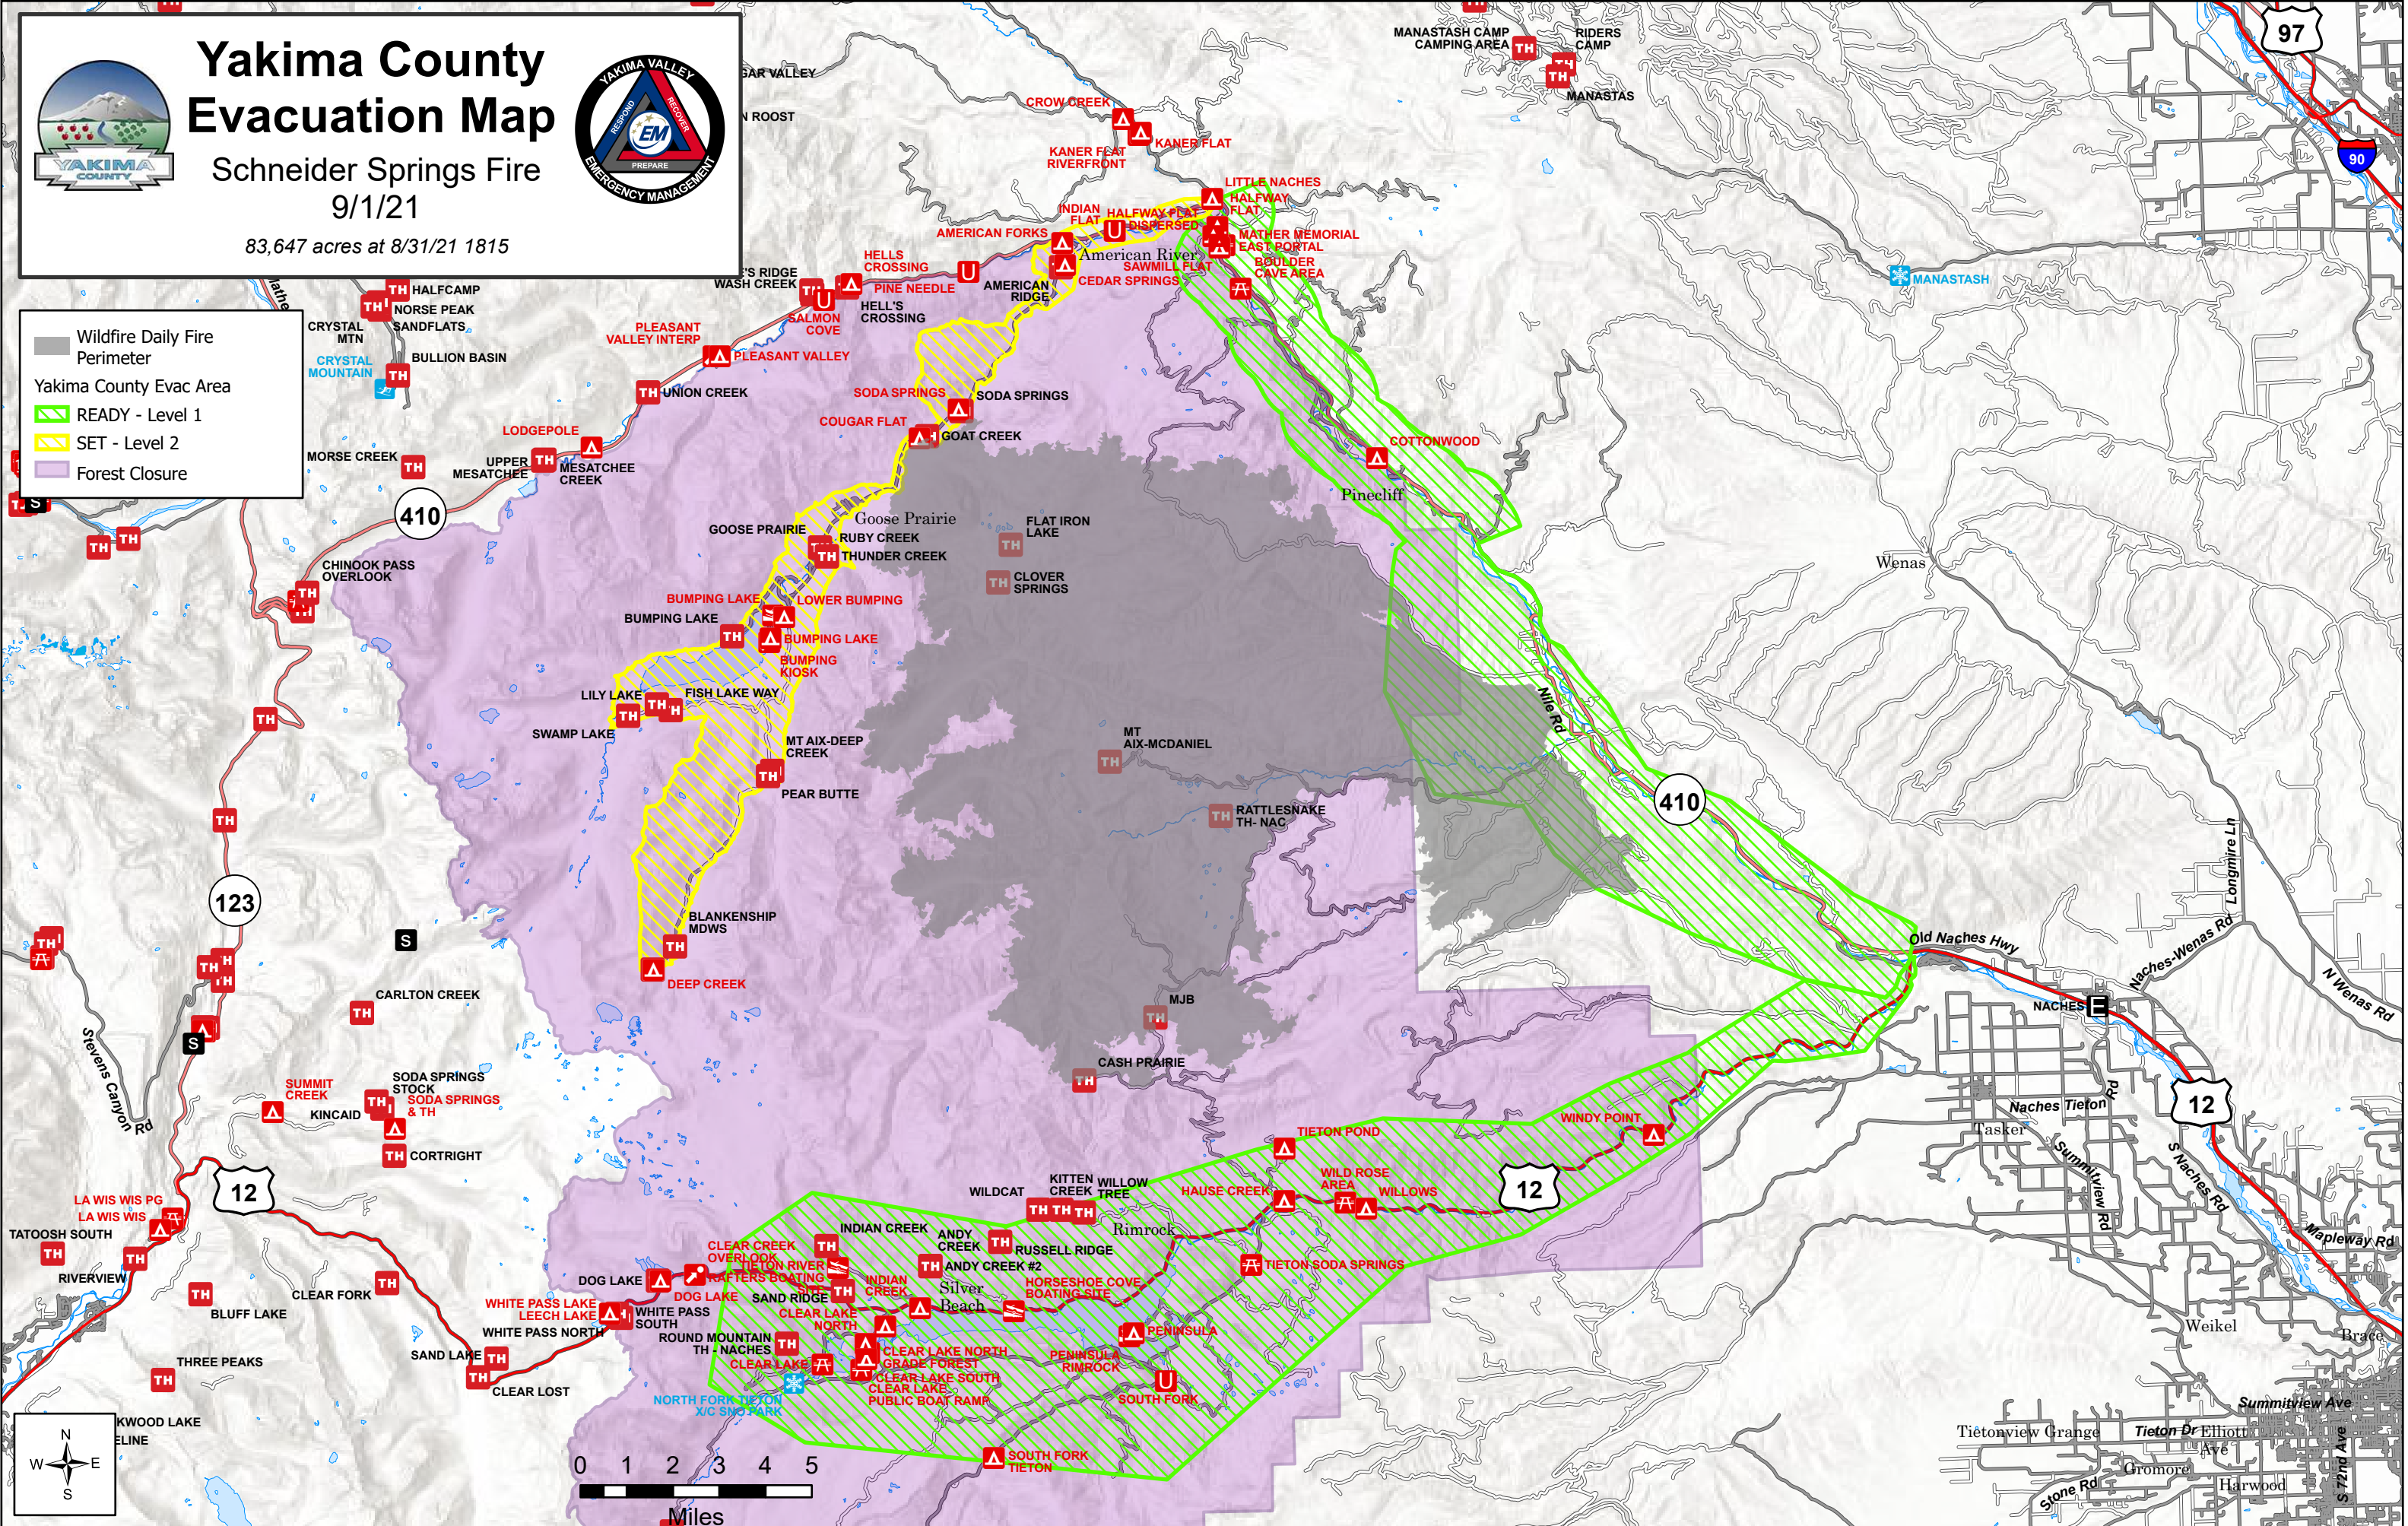 Yakima County
Evacuation Map
Schneider Springs Fire
9/1/21
83,647 acres at 8/31/21 1815
YAKIMA
COUNTY
YAKIMA VALLEY
EMERGENCY MANAGEMENT
RESPOND
RECOVER
PREPARE
EM
Wildfire Daily Fire
Perimeter
Yakima County Evac Area
READY - Level 1
SET - Level 2
Forest Closure
GAR VALLEY
N ROOST
MANASTASH CAMP
CAMPING AREA
RIDERS
CAMP
MANASTAS
97
90
CROW CREEK
KANER FLAT
KANER FLAT
RIVERFRONT
LITTLE NACHES
HALFWAY
FLAT
INDIAN
FLAT
HALFWAY FLAT
DISPERSED
MATHER MEMORIAL
EAST PORTAL
AMERICAN FORKS
American River
SAWMILL FLAT
BOULDER
CAVE AREA
CEDAR SPRINGS
AMERICAN
RIDGE
HELLS
CROSSING
PINE NEEDLE
HELL'S
CROSSING
'S RIDGE
WASH CREEK
SALMON
COVE
MANASTASH
HALFCAMP
NORSE PEAK
SANDFLATS
CRYSTAL
MTN
CRYSTAL
MOUNTAIN
BULLION BASIN
PLEASANT
VALLEY INTERP
PLEASANT VALLEY
UNION CREEK
SODA SPRINGS
SODA SPRINGS
COUGAR FLAT
GOAT CREEK
LODGEPOLE
MORSE CREEK
UPPER
MESATCHEE
MESATCHEE
CREEK
410
COTTONWOOD
Pinecliff
GOOSE PRAIRIE
Goose Prairie
RUBY CREEK
THUNDER CREEK
FLAT IRON
LAKE
CLOVER
SPRINGS
Wenas
CHINOOK PASS
OVERLOOK
BUMPING LAKE
LOWER BUMPING
BUMPING LAKE
BUMPING LAKE
BUMPING
KIOSK
LILY LAKE
FISH LAKE WAY
SWAMP LAKE
MT AIX-DEEP
CREEK
PEAR BUTTE
MT
AIX-MCDANIEL
RATTLESNAKE
TH- NAC
Nile Rd
410
Longmire Ln
123
BLANKENSHIP
MDWS
DEEP CREEK
Old Naches Hwy
Naches-Wenas Rd
N Wenas Rd
NACHES
E
CARLTON CREEK
MJB
CASH PRAIRIE
Stevens Canyon Rd
SUMMIT
CREEK
SODA SPRINGS
STOCK
SODA SPRINGS
& TH
KINCAID
CORTRIGHT
12
Naches Tieton Rd
Tasker
Summitview Rd
S Naches Rd
Mapleway Rd
12
TIETON POND
WINDY POINT
WILD ROSE
AREA
WILLOWS
HAUSE CREEK
12
WILDCAT
KITTEN
CREEK
WILLOW
TREE
Rimrock
LA WIS WIS PG
LA WIS WIS
TATOOSH SOUTH
RIVERVIEW
BLUFF LAKE
CLEAR FORK
INDIAN CREEK
ANDY
CREEK
RUSSELL RIDGE
ANDY CREEK #2
CLEAR CREEK
OVERLOOK
TIETON RIVER
RAFTERS BOATING
SITE
DOG LAKE
DOG LAKE
SAND RIDGE
INDIAN
CREEK
Silver
Beach
HORSESHOE COVE
BOATING SITE
TIETON SODA SPRINGS
WHITE PASS LAKE
LEECH LAKE
WHITE PASS
SOUTH
WHITE PASS NORTH
CLEAR LAKE
NORTH
ROUND MOUNTAIN
TH - NACHES
CLEAR LAKE
CLEAR LAKE NORTH
GRADE FOREST
CLEAR LAKE SOUTH
CLEAR LAKE
PUBLIC BOAT RAMP
PENINSULA
PENINSULA
RIMROCK
SOUTH FORK
NORTH FORK TIETON
X/C SNO PARK
SOUTH FORK
TIETON
SAND LAKE
CLEAR LOST
THREE PEAKS
KWOOD LAKE
ELINE
Weikel
Brace
Summitview Ave
Tietonview Grange
Tieton Dr
Elliott
Ave
Gromore
Harwood
Stone Rd
S 72nd Ave
N
W
E
S
0 1 2 3 4 5
Miles